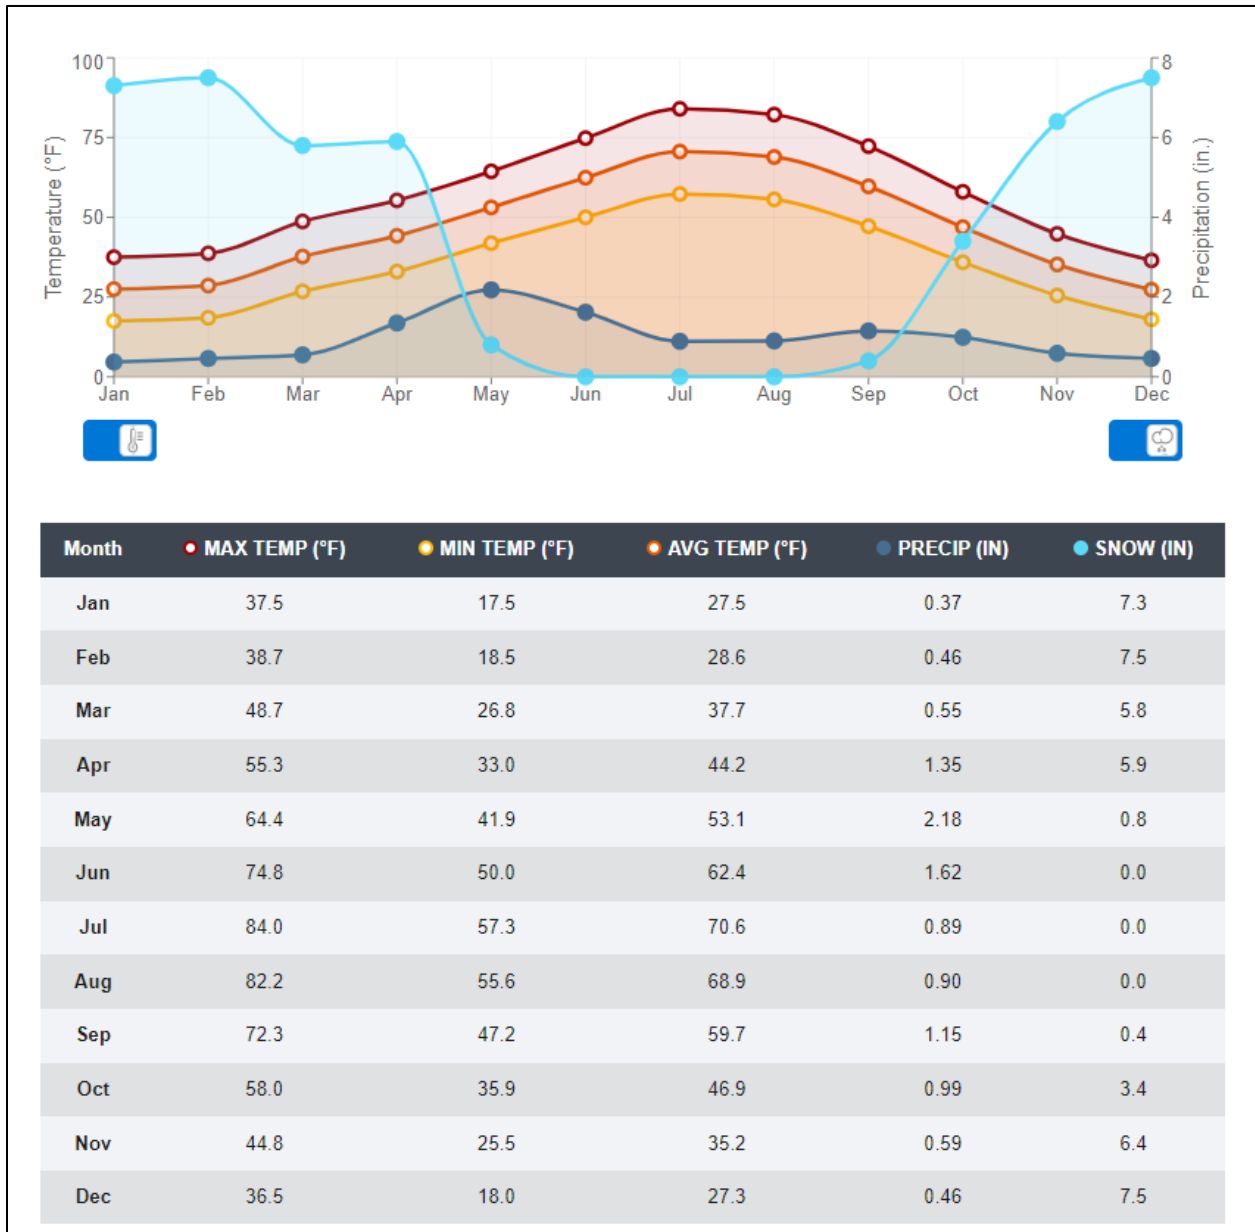 100
75
50
25
0
Temperature (°F)
8
6
4
2
0
Precipitation (in.)
Jan Feb Mar Apr May Jun Jul Aug Sep Oct Nov Dec
Month MAX TEMP (°F) MIN TEMP (°F) AVG TEMP (°F) PRECIP (IN) SNOW (IN)
Jan 37.5 17.5 27.5 0.37 7.3
Feb 38.7 18.5 28.6 0.46 7.5
Mar 48.7 26.8 37.7 0.55 5.8
Apr 55.3 33.0 44.2 1.35 5.9
May 64.4 41.9 53.1 2.18 0.8
Jun 74.8 50.0 62.4 1.62 0.0
Jul 84.0 57.3 70.6 0.89 0.0
Aug 82.2 55.6 68.9 0.90 0.0
Sep 72.3 47.2 59.7 1.15 0.4
Oct 58.0 35.9 46.9 0.99 3.4
Nov 44.8 25.5 35.2 0.59 6.4
Dec 36.5 18.0 27.3 0.46 7.5